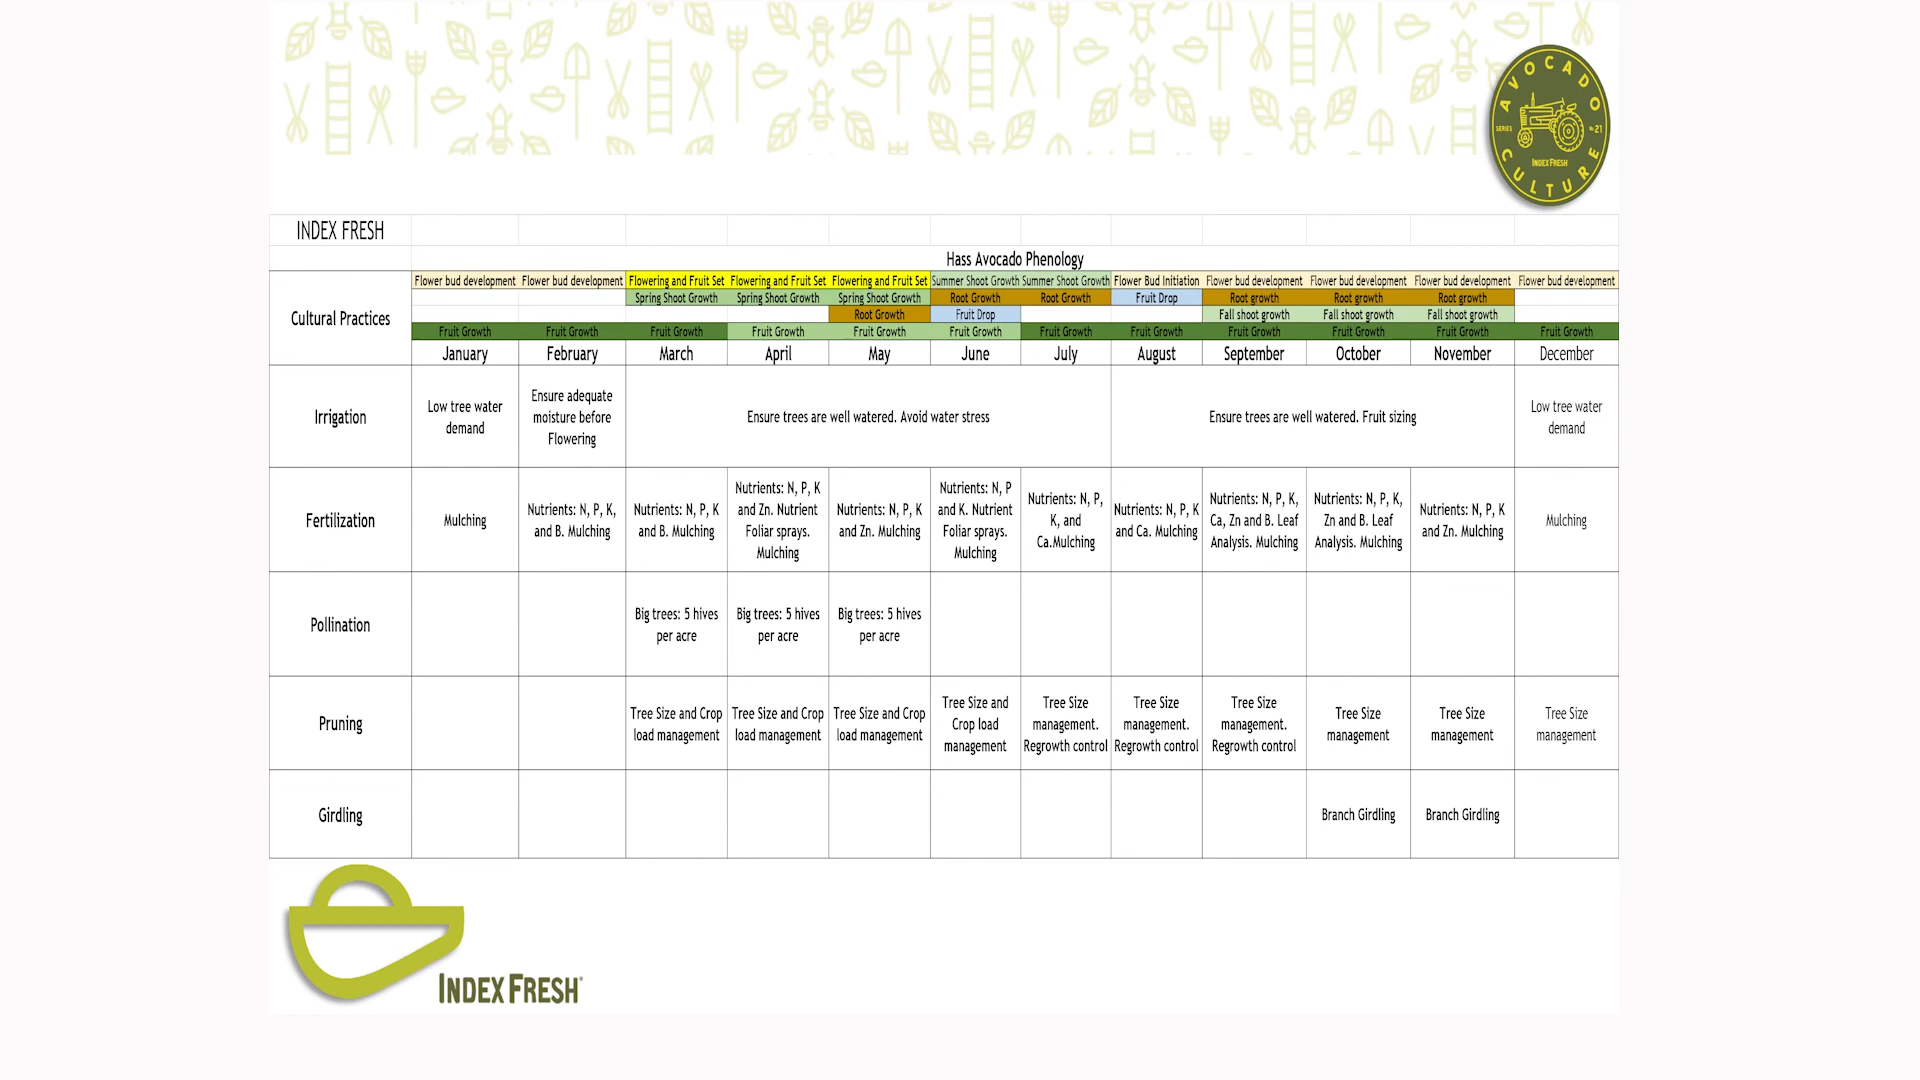 AVOCADO
SERIES
No 21
INDEX FRESH
CULTURE
INDEX FRESH
Hass Avocado Phenology
Cultural Practices
Flower bud development Flower bud development Flowering and Fruit Set Flowering and Fruit Set Flowering and Fruit Set Summer Shoot Growth Summer Shoot Growth Flower Bud Initiation Flower bud development Flower bud development Flower bud development Flower bud development
Spring Shoot Growth Spring Shoot Growth Spring Shoot Growth Root Growth Root Growth Fruit Drop Root growth Root growth Root growth
Root Growth Fruit Drop Fall shoot growth Fall shoot growth Fall shoot growth
Fruit Growth Fruit Growth Fruit Growth Fruit Growth Fruit Growth Fruit Growth Fruit Growth Fruit Growth Fruit Growth Fruit Growth Fruit Growth Fruit Growth
January February March April May June July August September October November December
Irrigation
Low tree water
demand
Ensure adequate
moisture before
Flowering
Ensure trees are well watered. Avoid water stress
Ensure trees are well watered. Fruit sizing
Low tree water
demand
Fertilization
Mulching
Nutrients: N, P, K,
and B. Mulching
Nutrients: N, P, K
and B. Mulching
Nutrients: N, P, K
and Zn. Nutrient
Foliar sprays.
Mulching
Nutrients: N, P, K
and Zn. Mulching
Nutrients: N, P
and K. Nutrient
Foliar sprays.
Mulching
Nutrients: N, P,
K, and
Ca.Mulching
Nutrients: N, P, K
and Ca. Mulching
Nutrients: N, P, K,
Ca, Zn and B. Leaf
Analysis. Mulching
Nutrients: N, P, K,
Zn and B. Leaf
Analysis. Mulching
Nutrients: N, P, K
and Zn. Mulching
Mulching
Pollination
Big trees: 5 hives
per acre
Big trees: 5 hives
per acre
Big trees: 5 hives
per acre
Pruning
Tree Size and Crop
load management
Tree Size and Crop
load management
Tree Size and Crop
load management
Tree Size and
Crop load
management
Tree Size
management.
Regrowth control
Tree Size
management.
Regrowth control
Tree Size
management.
Regrowth control
Tree Size
management
Tree Size
management
Tree Size
management
Girdling
Branch Girdling
Branch Girdling
INDEX FRESH